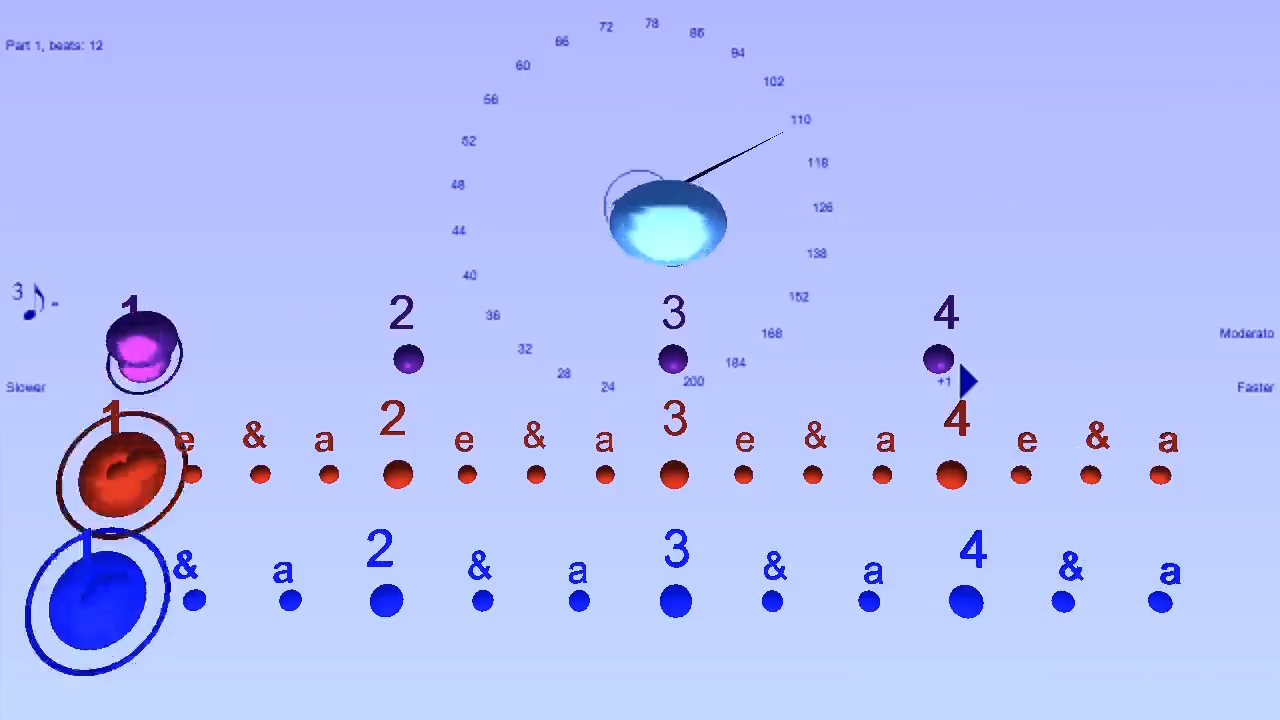 72 78 86
66 94
Part 1, beats: 12
60 102
56 110
52 118
48 126
44 138
40 152
36 168
32 184
28 24 200
3
1 2 3 4
Moderato
Slower +1 Faster
1 e & a 2 e & a 3 e & a 4 e & a
1 & a 2 & a 3 & a 4 & a